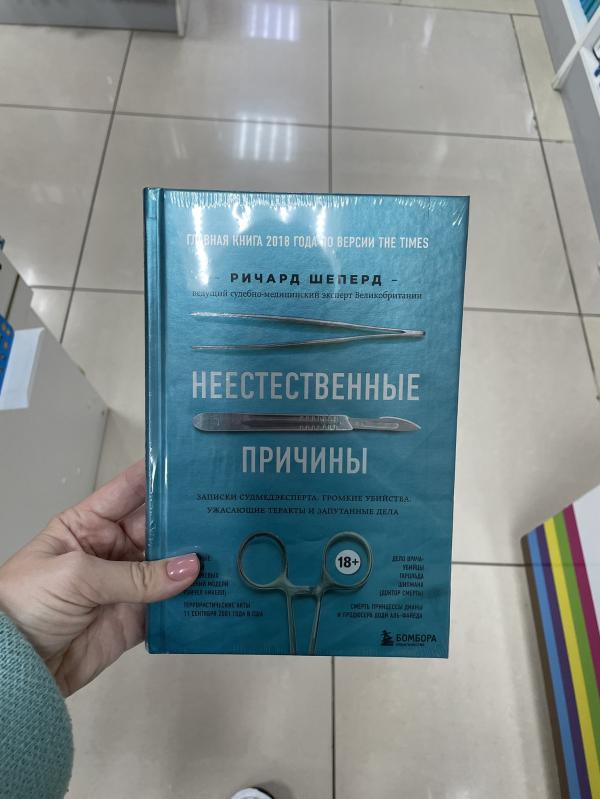 ГЛАВНАЯ КНИГА 2018 ГОДА ПО ВЕРСИИ THE TIMES
– РИЧАРД ШЕПЕРД –
ведущий судебно-медицинский эксперт Великобритании
НЕЕСТЕСТВЕННЫЕ
ПРИЧИНЫ
ЗАПИСКИ СУДМЕДЭКСПЕРТА. ГРОМКИЕ УБИЙСТВА,
УЖАСАЮЩИЕ ТЕРАКТЫ И ЗАПУТАННЫЕ ДЕЛА
МОДЕЛИ
ТЕРРОРИСТИЧЕСКИЕ АКТЫ
11 СЕНТЯБРЯ 2001 ГОДА В США
18+
ДЕЛО ВРАЧА-
УБИЙЦЫ
ГАРОЛЬДА
ШИПМАНА
(ДОКТОР СМЕРТЬ)
СМЕРТЬ ПРИНЦЕССЫ ДИАНЫ
И ПРОДЮСЕРА ДОДИ АЛЬ-ФАЙЕДА
БОМБОРА
ИЗДАТЕЛЬСТВО